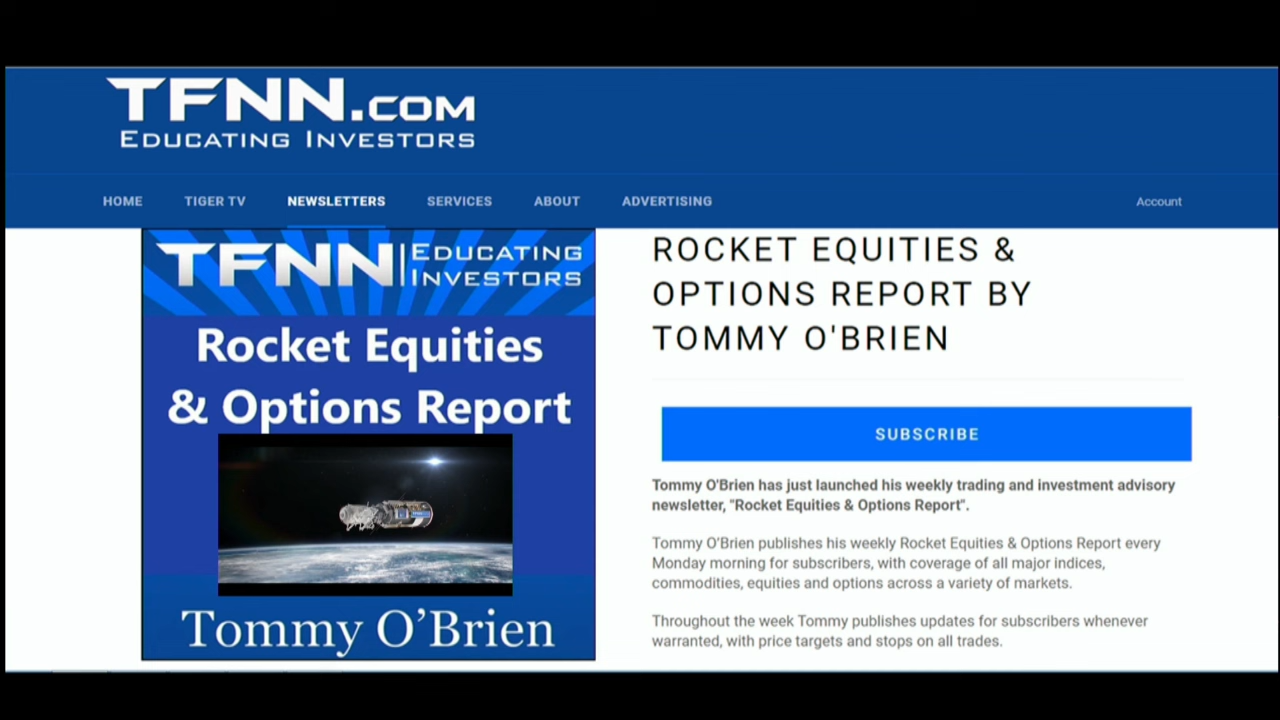 TFNN.COM
EDUCATING INVESTORS
HOME TIGER TV NEWSLETTERS SERVICES ABOUT ADVERTISING Account
TFNN EDUCATING
INVESTORS
Rocket Equities
& Options Report
Tommy O’Brien
ROCKET EQUITIES &
OPTIONS REPORT BY
TOMMY O'BRIEN
SUBSCRIBE
Tommy O'Brien has just launched his weekly trading and investment advisory
newsletter, "Rocket Equities & Options Report".
Tommy O'Brien publishes his weekly Rocket Equities & Options Report every
Monday morning for subscribers, with coverage of all major indices,
commodities, equities and options across a variety of markets.
Throughout the week Tommy publishes updates for subscribers whenever
warranted, with price targets and stops on all trades.